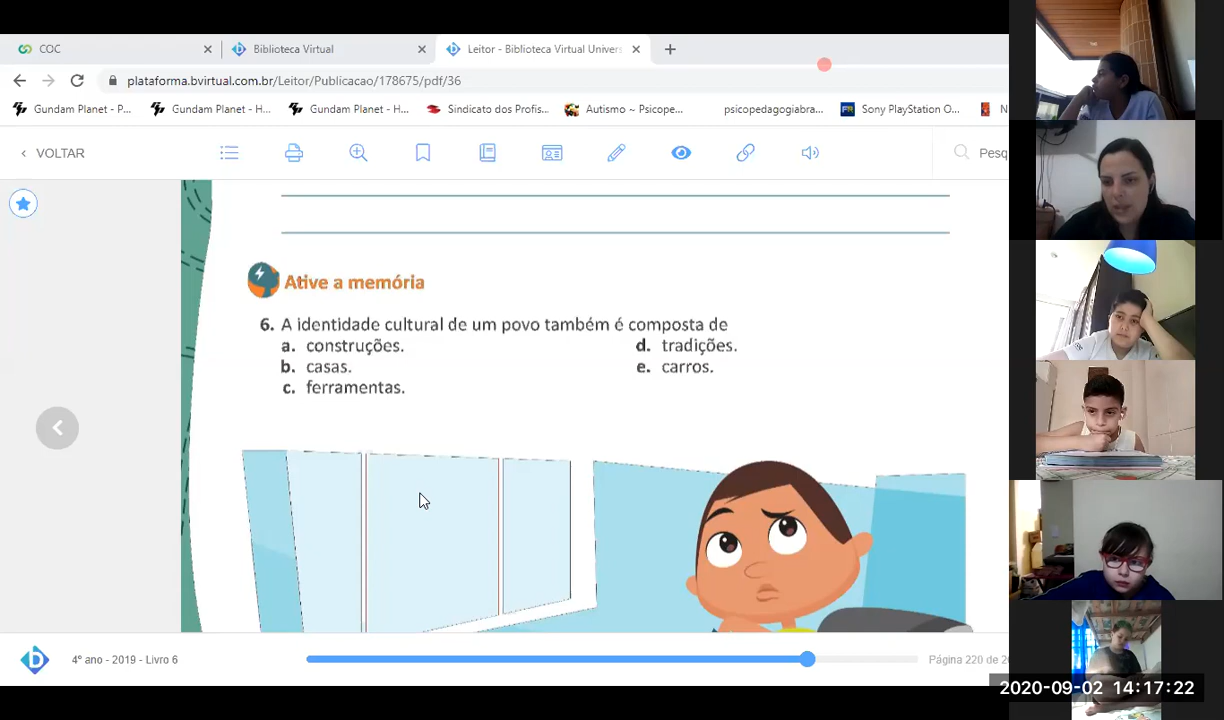 COC
Biblioteca Virtual
Leitor - Biblioteca Virtual Univers
plataforma.bvirtual.com.br/Leitor/Publicacao/178675/pdf/36
Gundam Planet - P...
Gundam Planet - H...
Gundam Planet - H...
Sindicato dos Profis...
Autismo ~ Psicope...
psicopedagogiabra...
Sony PlayStation O...
N
VOLTAR
Pesq
Ative a memória
6. A identidade cultural de um povo também é composta de
a. construções.
b. casas.
c. ferramentas.
d. tradições.
e. carros.
4º ano - 2019 - Livro 6
Página 220 de
2020-09-02 14:17:22